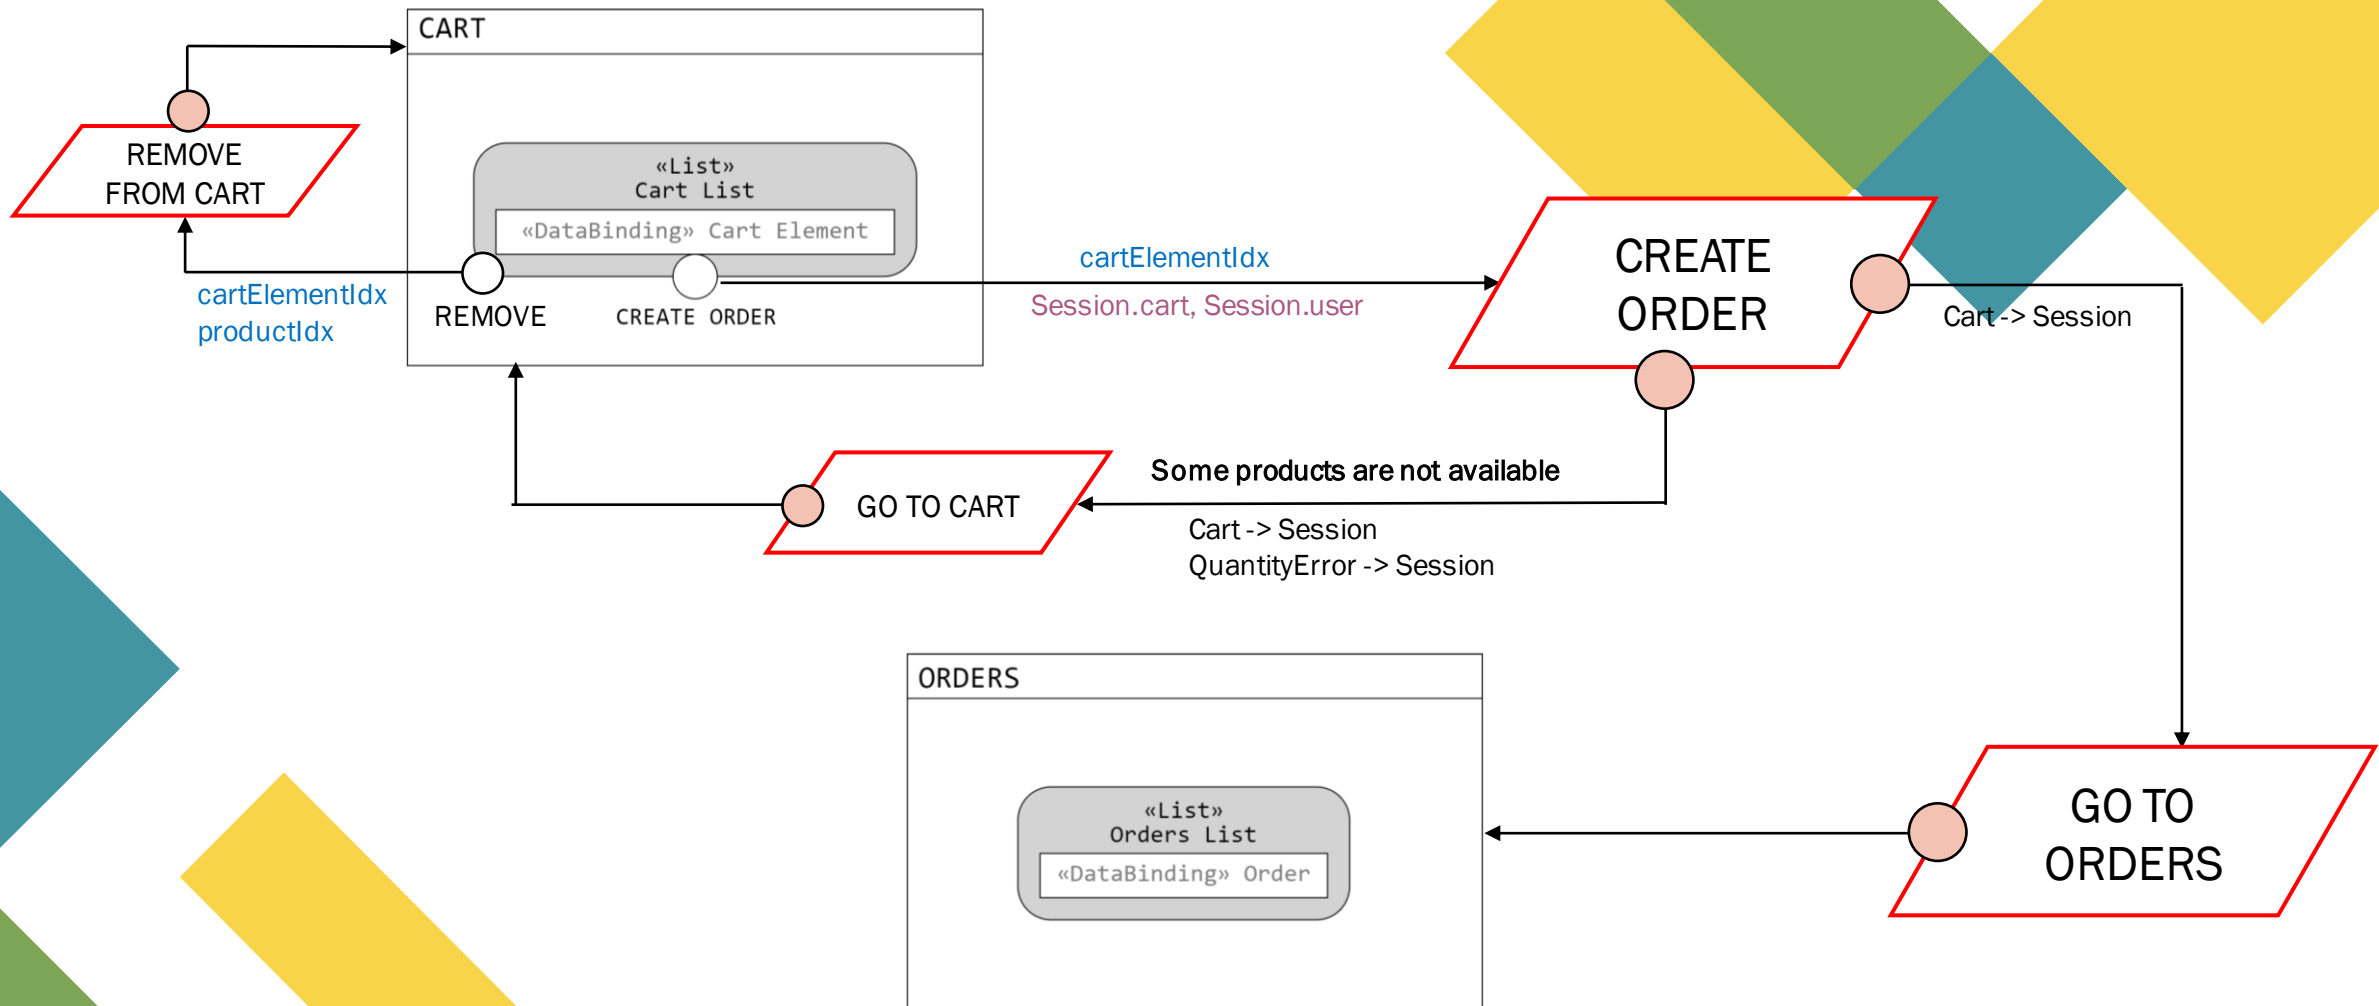 CART
REMOVE
FROM CART
«List»
Cart List
«DataBinding» Cart Element
REMOVE
CREATE ORDER
cartElementIdx
productIdx
cartElementIdx
Session.cart, Session.user
CREATE
ORDER
Cart -> Session
Some products are not available
GO TO CART
Cart -> Session
QuantityError -> Session
ORDERS
«List»
Orders List
«DataBinding» Order
GO TO
ORDERS